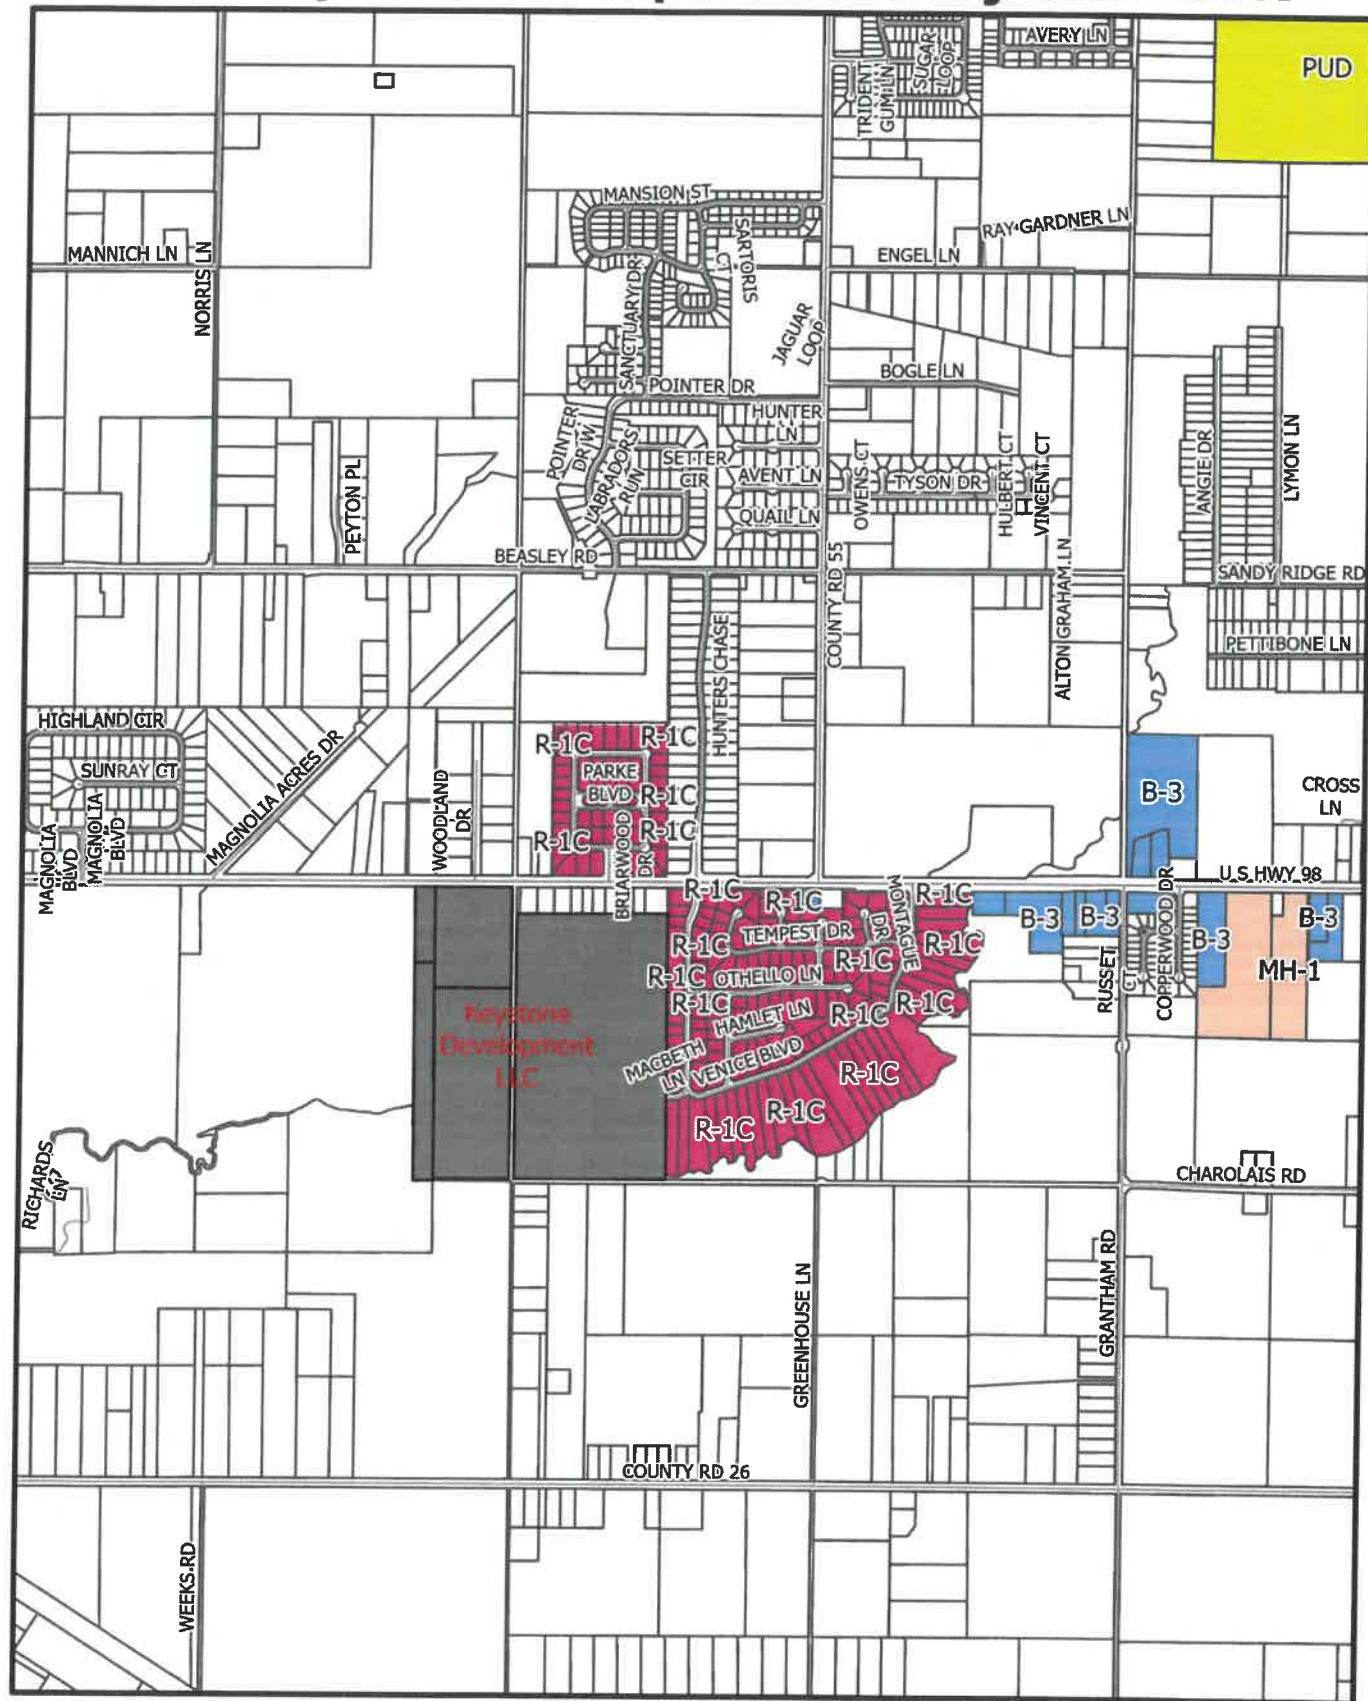 AVERY LN
SUGAR
LOOP
TRIDENT
GUM LN
PUD
MANSION ST
SARTORIS
CT
RAY GARDNER LN
MANNICH LN
NORRIS LN
ENGEL LN
SANCTUARY DR
JAGUAR
LOOP
POINTER DR
BOGLE LN
HUNTER
LN
POINTER
DR W
LABRADORS
RUN
SETTER
CIR
AVENT LN
QUAIL LN
OWENS CT
TYSON DR
HULBERT CT
VINCENT CT
ANGIE DR
LYMON LN
PEYTON PL
BEASLEY RD
COUNTY RD 55
ALTON GRAHAM LN
SANDY RIDGE RD
PETTIBONE LN
HUNTERS CHASE
HIGHLAND CIR
SUNRAY CT
MAGNOLIA ACRES DR
MAGNOLIA
BLVD
MAGNOLIA
BLVD
WOODLAND
DR
R-1C
R-1C
PARKE
BLVD
R-1C
R-1C
R-1C
BRIARWOOD
DR
B-3
CROSS
LN
U S HWY 98
R-1C
R-1C
R-1C
MONTAGUE
DR
TEMPEST DR
R-1C
R-1C
R-1C
R-1C
OTHELLO LN
R-1C
R-1C
R-1C
HAMLET LN
MACBETH
LN
VENICE BLVD
R-1C
R-1C
R-1C
B-3
B-3
B-3
B-3
MH-1
RUSSET
CT
COPPERWOOD DR
Keystone
Development
LLC
RICHARDS
LN
CHAROLAIS RD
GREENHOUSE LN
GRANTHAM RD
COUNTY RD 26
WEEKS RD